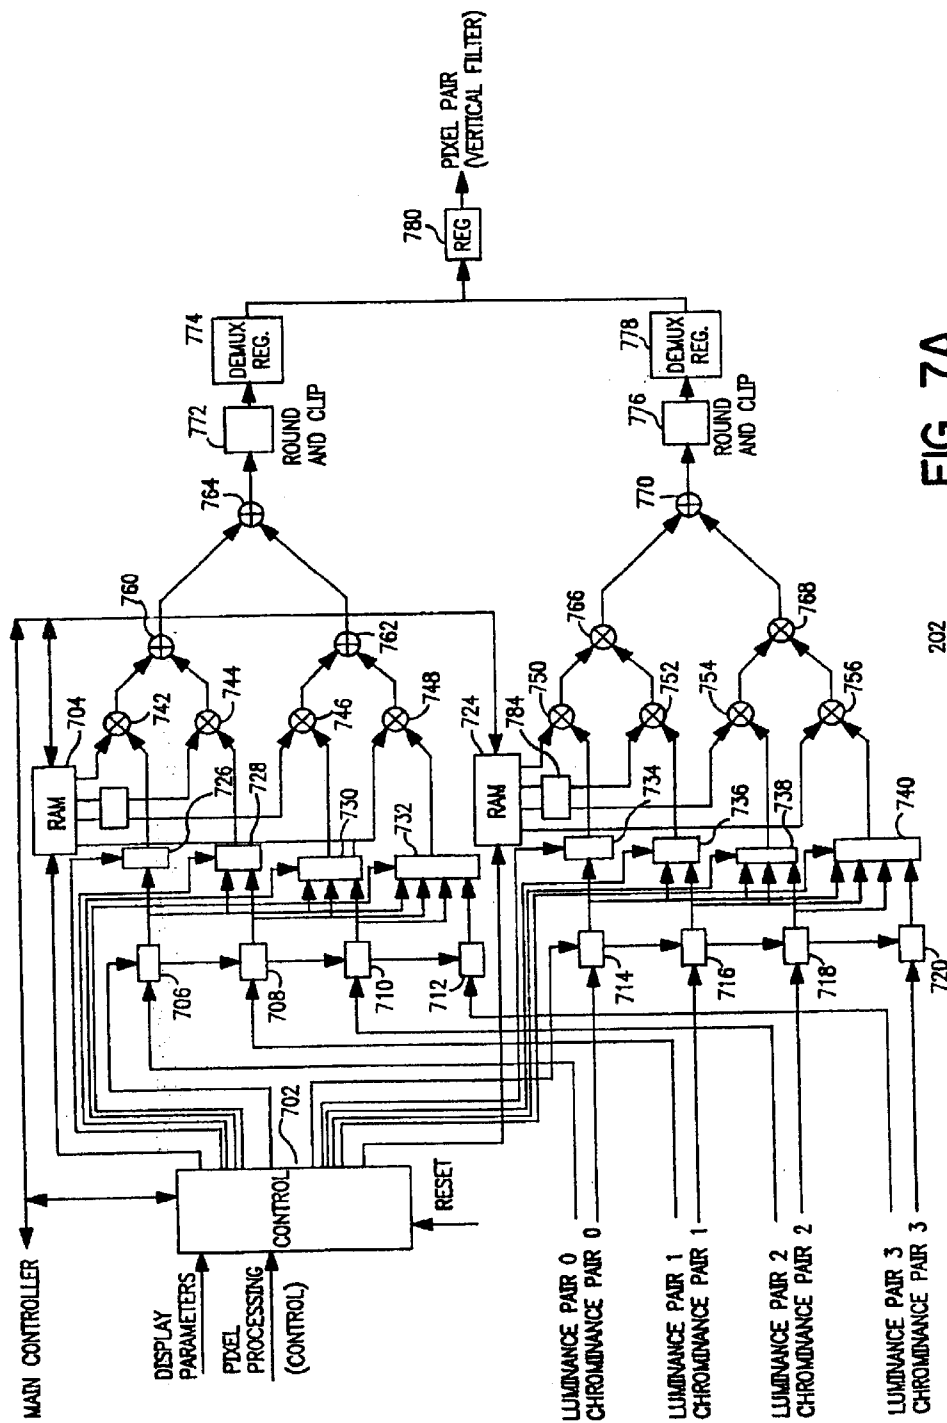 MAIN CONTROLLER
DISPLAY
PARAMETERS
PIXEL
PROCESSING
(CONTROL)
CONTROL
702
RESET
LUMINANCE PAIR 0
CHROMINANCE PAIR 0
LUMINANCE PAIR 1
CHROMINANCE PAIR 1
LUMINANCE PAIR 2
CHROMINANCE PAIR 2
LUMINANCE PAIR 3
CHROMINANCE PAIR 3
706
708
710
712
714
716
718
720
RAM
704
726
728
730
732
RAM
724
784
734
736
738
740
742
744
746
748
750
752
754
756
760
762
766
768
764
770
772
ROUND
AND CLIP
776
ROUND
AND CLIP
774
DEMUX
REG.
778
DEMUX
REG.
780
REG
PIXEL PAIR
(VERTICAL FILTER)
202
FIG. 7A